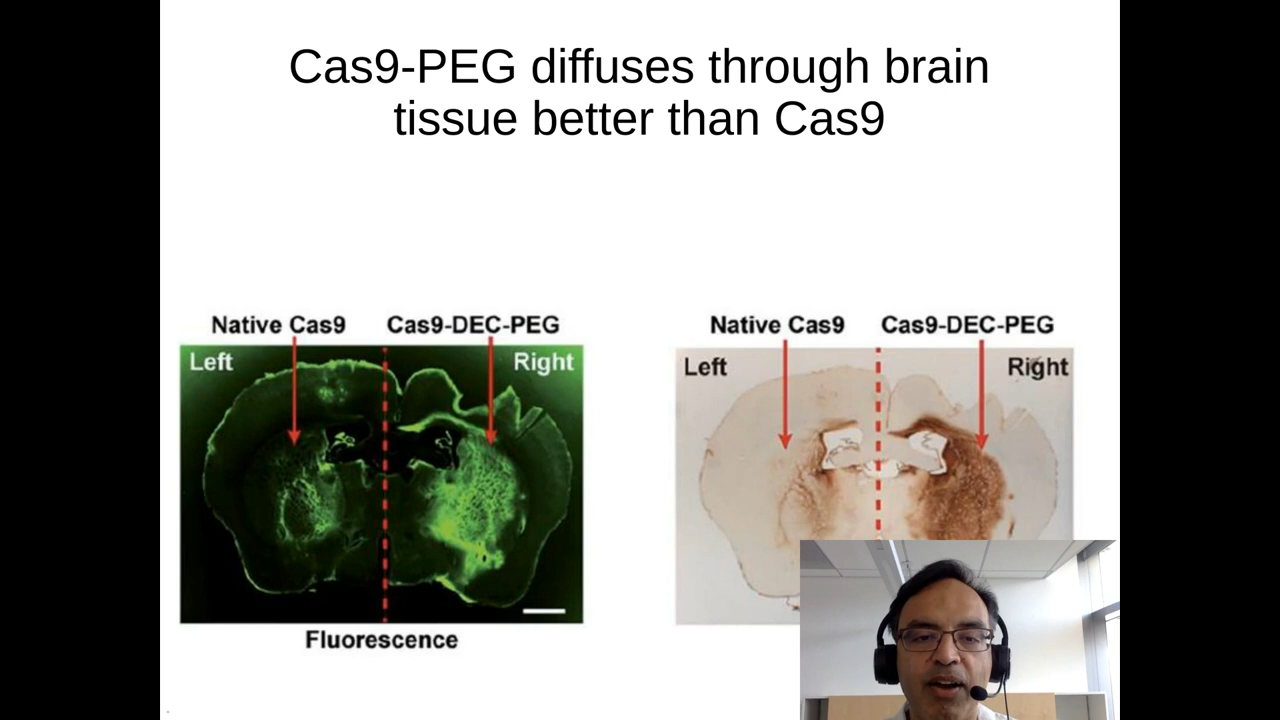 Cas9-PEG diffuses through brain
tissue better than Cas9
Native Cas9 Cas9-DEC-PEG
Left Right
Fluorescence
Native Cas9 Cas9-DEC-PEG
Left Right